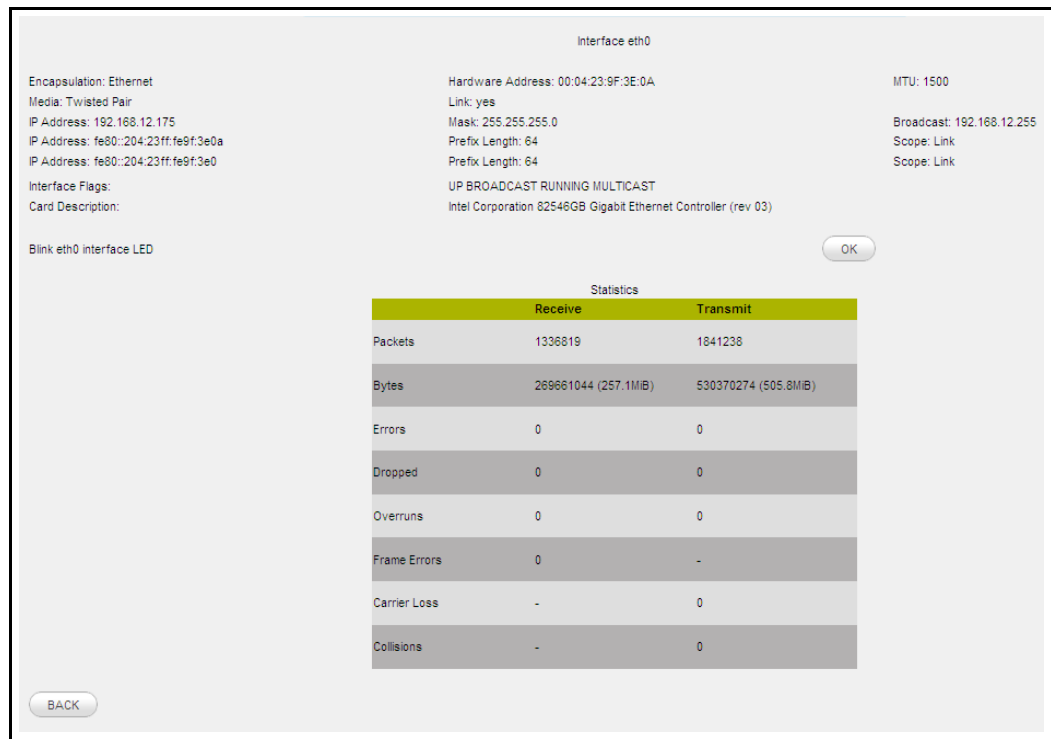 Interface eth0
Encapsulation: Ethernet Hardware Address: 00:04:23:9F:3E:0A MTU: 1500
Media: Twisted Pair Link: yes
IP Address: 192.168.12.175 Mask: 255.255.255.0 Broadcast: 192.168.12.255
IP Address: fe80::204:23ff:fe9f:3e0a Prefix Length: 64 Scope: Link
IP Address: fe80::204:23ff:fe9f:3e0 Prefix Length: 64 Scope: Link
Interface Flags: UP BROADCAST RUNNING MULTICAST
Card Description: Intel Corporation 82546GB Gigabit Ethernet Controller (rev 03)
Blink eth0 interface LED OK
Statistics
Receive Transmit
Packets 1336819 1841238
Bytes 269661044 (257.1MiB) 530370274 (505.8MiB)
Errors 0 0
Dropped 0 0
Overruns 0 0
Frame Errors 0 -
Carrier Loss - 0
Collisions - 0
BACK